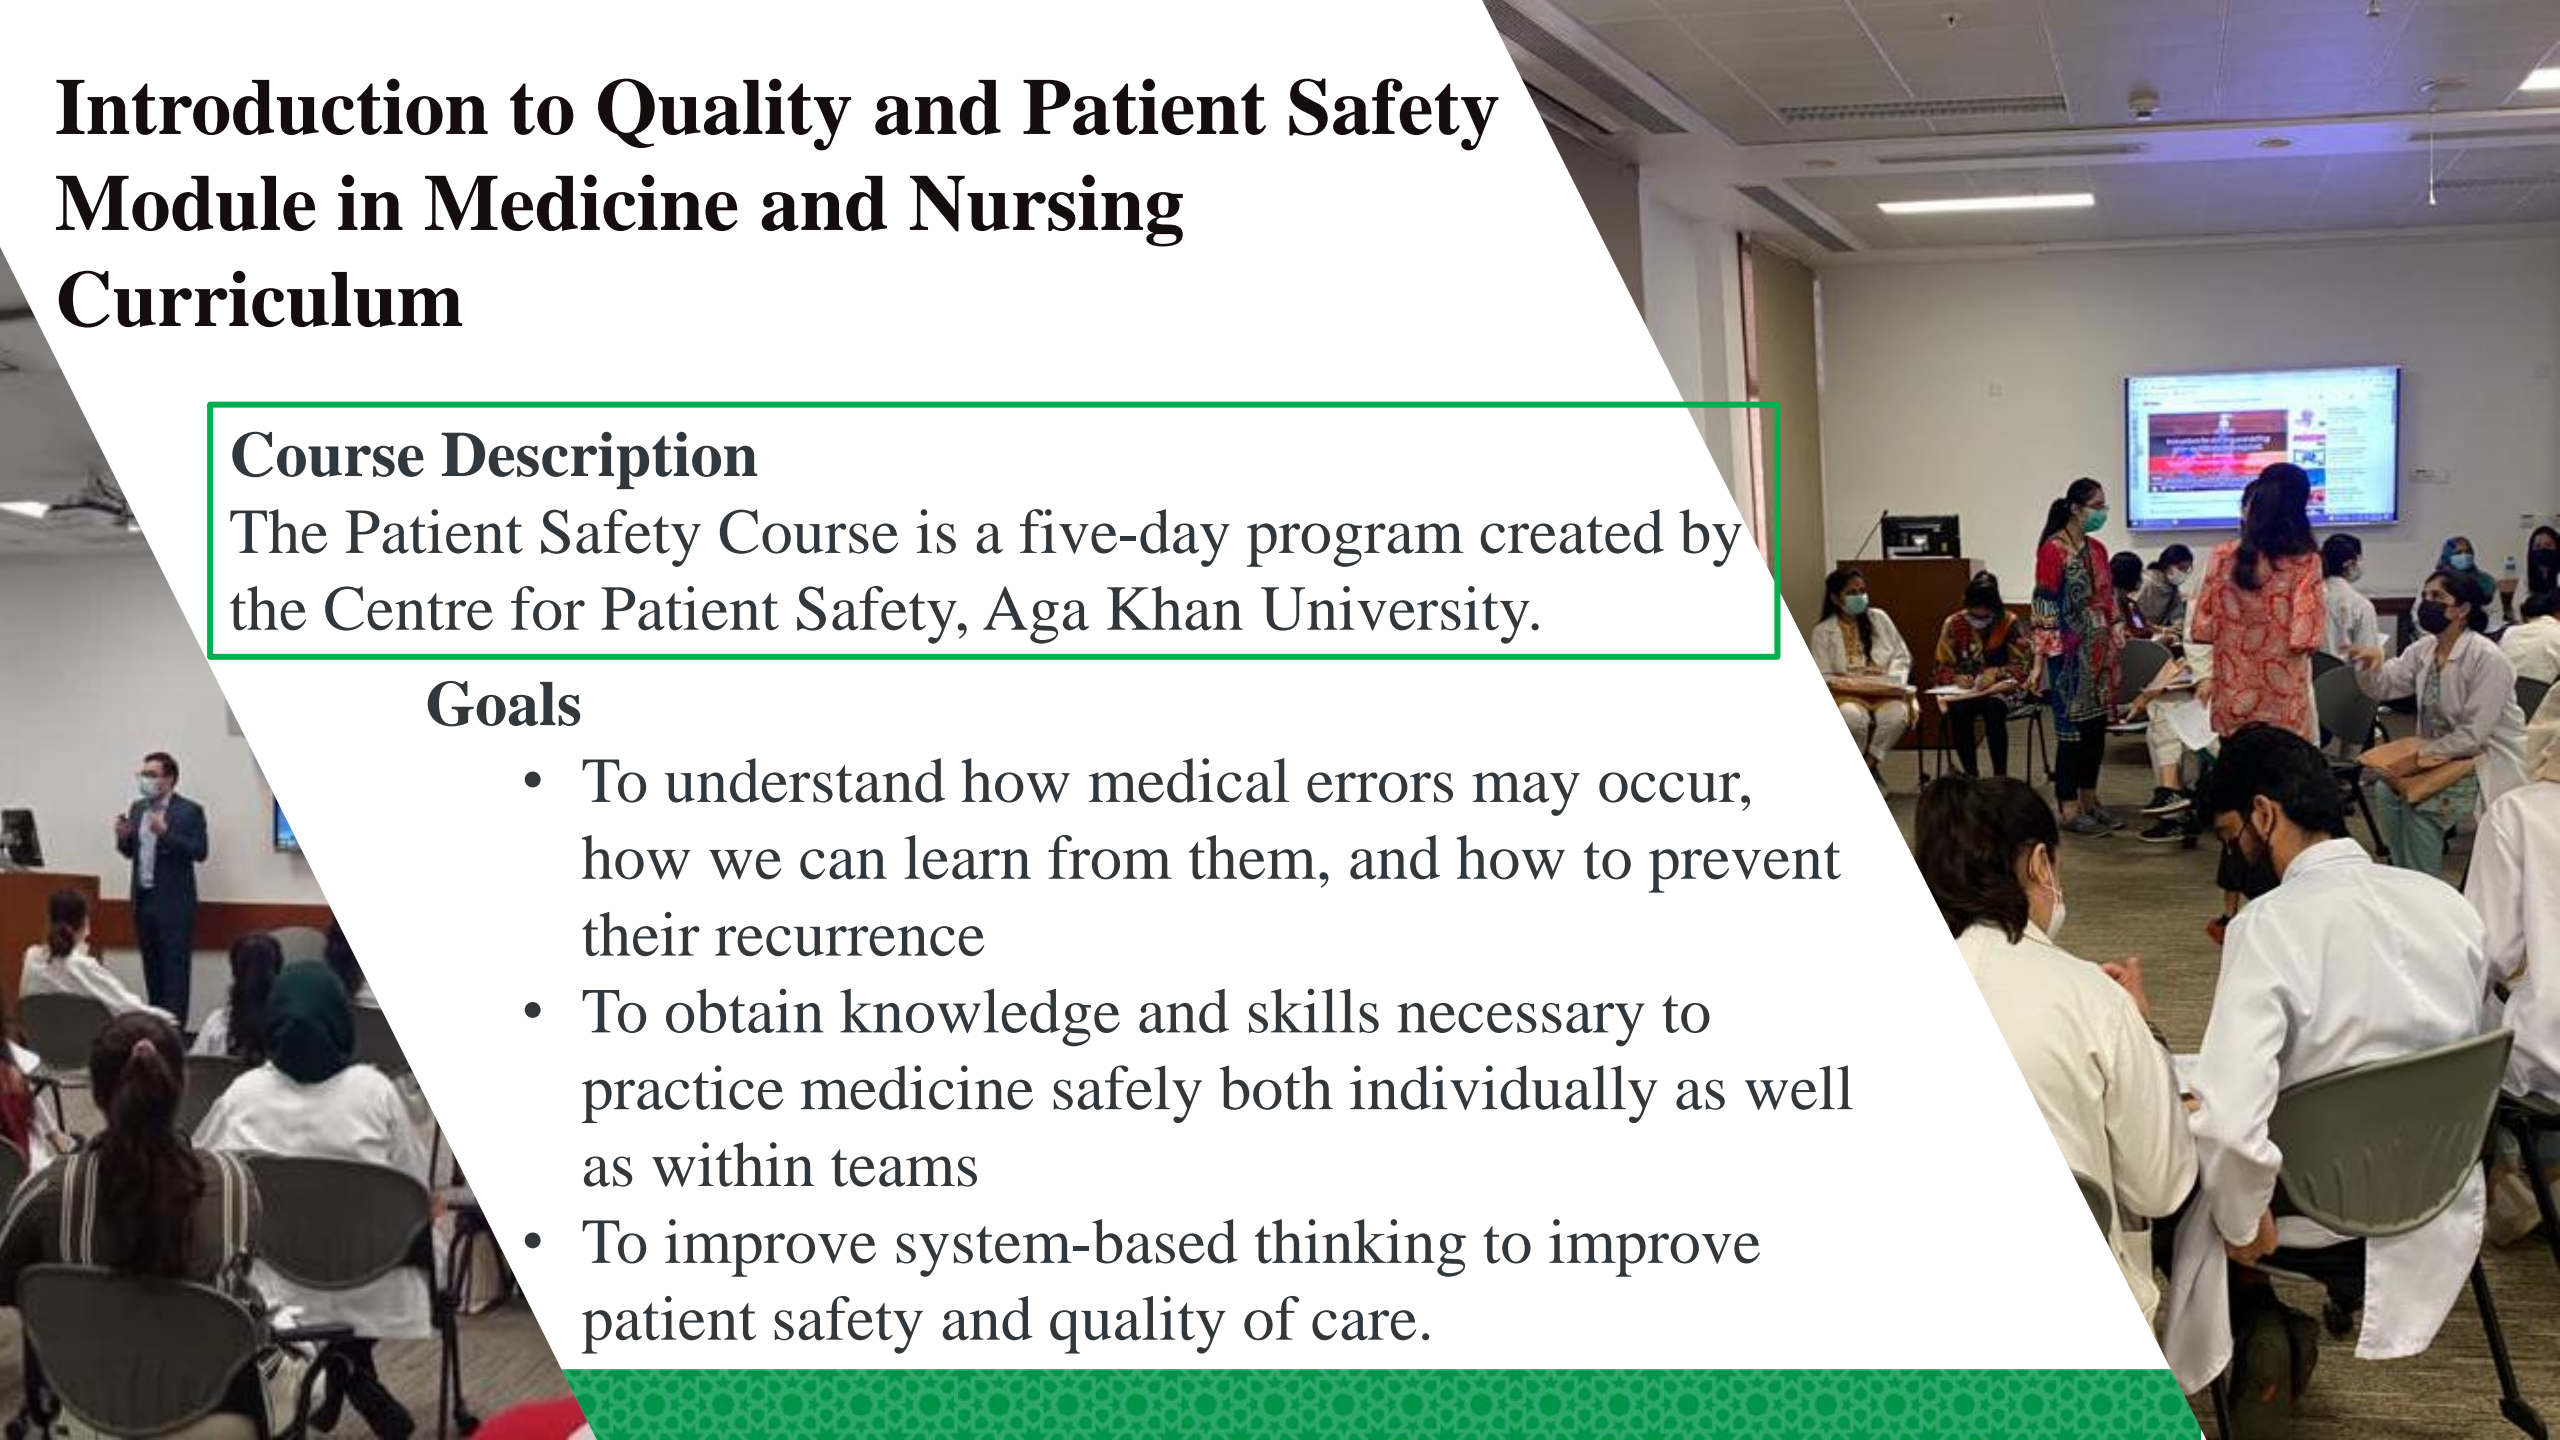 Introduction to Quality and Patient Safety
Module in Medicine and Nursing
Curriculum
Course Description
The Patient Safety Course is a five-day program created by
the Centre for Patient Safety, Aga Khan University.
Goals
• To understand how medical errors may occur,
how we can learn from them, and how to prevent
their recurrence
• To obtain knowledge and skills necessary to
practice medicine safely both individually as well
as within teams
• To improve system-based thinking to improve
patient safety and quality of care.